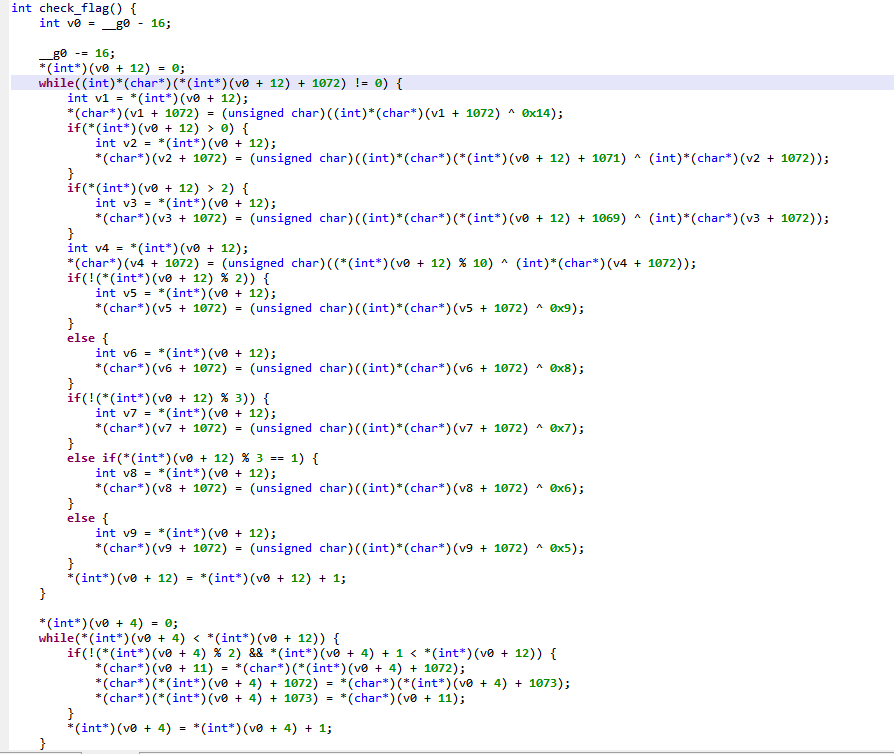 int check_flag() {
    int v0 = __g0 - 16;

    __g0 -= 16;
    *(int*)(v0 + 12) = 0;
    while((int)*(char*)(*(int*)(v0 + 12) + 1072) != 0) {
        int v1 = *(int*)(v0 + 12);
        *(char*)(v1 + 1072) = (unsigned char)((int)*(char*)(v1 + 1072) ^ 0x14);
        if(*(int*)(v0 + 12) > 0) {
            int v2 = *(int*)(v0 + 12);
            *(char*)(v2 + 1072) = (unsigned char)((int)*(char*)(*(int*)(v0 + 12) + 1071) ^ (int)*(char*)(v2 + 1072));
        }
        if(*(int*)(v0 + 12) > 2) {
            int v3 = *(int*)(v0 + 12);
            *(char*)(v3 + 1072) = (unsigned char)((int)*(char*)(*(int*)(v0 + 12) + 1069) ^ (int)*(char*)(v3 + 1072));
        }
        int v4 = *(int*)(v0 + 12);
        *(char*)(v4 + 1072) = (unsigned char)((*(int*)(v0 + 12) % 10) ^ (int)*(char*)(v4 + 1072));
        if(!(*(int*)(v0 + 12) % 2)) {
            int v5 = *(int*)(v0 + 12);
            *(char*)(v5 + 1072) = (unsigned char)((int)*(char*)(v5 + 1072) ^ 0x9);
        }
        else {
            int v6 = *(int*)(v0 + 12);
            *(char*)(v6 + 1072) = (unsigned char)((int)*(char*)(v6 + 1072) ^ 0x8);
        }
        if(!(*(int*)(v0 + 12) % 3)) {
            int v7 = *(int*)(v0 + 12);
            *(char*)(v7 + 1072) = (unsigned char)((int)*(char*)(v7 + 1072) ^ 0x7);
        }
        else if(*(int*)(v0 + 12) % 3 == 1) {
            int v8 = *(int*)(v0 + 12);
            *(char*)(v8 + 1072) = (unsigned char)((int)*(char*)(v8 + 1072) ^ 0x6);
        }
        else {
            int v9 = *(int*)(v0 + 12);
            *(char*)(v9 + 1072) = (unsigned char)((int)*(char*)(v9 + 1072) ^ 0x5);
        }
        *(int*)(v0 + 12) = *(int*)(v0 + 12) + 1;
    }

    *(int*)(v0 + 4) = 0;
    while(*(int*)(v0 + 4) < *(int*)(v0 + 12)) {
        if(!(*(int*)(v0 + 4) % 2) && *(int*)(v0 + 4) + 1 < *(int*)(v0 + 12)) {
            *(char*)(v0 + 11) = *(char*)(*(int*)(v0 + 4) + 1072);
            *(char*)(*(int*)(v0 + 4) + 1072) = *(char*)(*(int*)(v0 + 4) + 1073);
            *(char*)(*(int*)(v0 + 4) + 1073) = *(char*)(v0 + 11);
        }
        *(int*)(v0 + 4) = *(int*)(v0 + 4) + 1;
    }